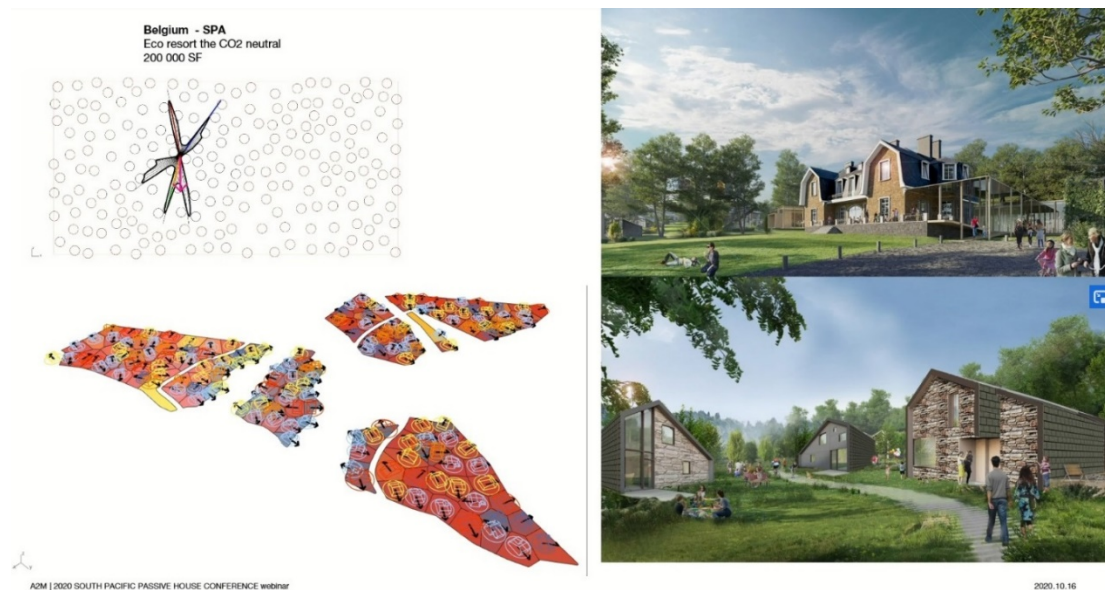 Belgium - SPA
Eco resort the CO2 neutral
200 000 SF
A2M | 2020 SOUTH PACIFIC PASSIVE HOUSE CONFERENCE webinar
2020.10.16